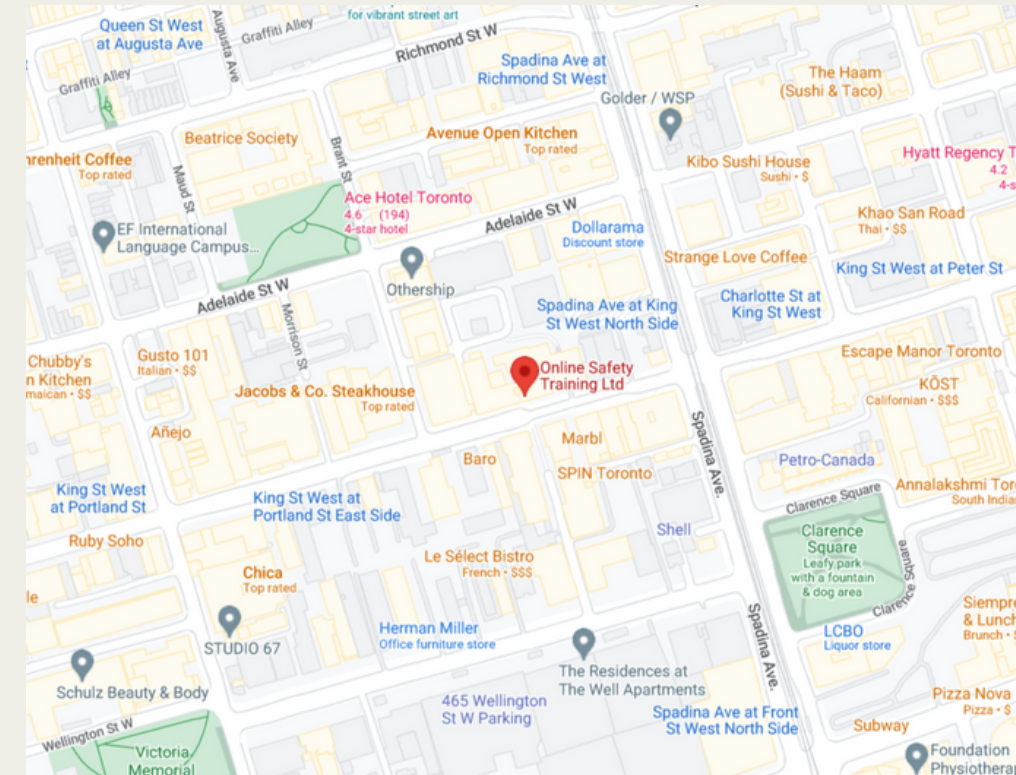 for vibrant street art
Queen St West
at Augusta Ave
Augusta Ave
Graffiti Alley
Richmond St W
Spadina Ave at
Richmond St West
Graffiti Alley
The Haam
(Sushi & Taco)
Golder / WSP
Beatrice Society
Brant St
Avenue Open Kitchen
Top rated
hrenheit Coffee
Top rated
Maud St
Kibo Sushi House
Sushi • $
Hyatt Regency T
4.2
4-s
Ace Hotel Toronto
4.6 (194)
4-star hotel
Adelaide St W
Khao San Road
Thai • $$
EF International
Language Campus...
Dollarama
Discount store
Strange Love Coffee
King St West at Peter St
Othership
Adelaide St W
Morrison St
Spadina Ave at King
St West North Side
Charlotte St at
King St West
Chubby's
n Kitchen
maican • $$
Gusto 101
Italian • $$
Escape Manor Toronto
Online Safety
Training Ltd
KŌST
Californian • $$$
Jacobs & Co. Steakhouse
Top rated
Añejo
Spadina Ave.
Marbl
Baro
SPIN Toronto
Petro-Canada
King St West
at Portland St
King St West at
Portland St East Side
Clarence Square
Annalakshmi Tor
South India
Ruby Soho
Shell
Clarence
Square
Leafy park
with a fountain
& dog area
Clarence Square
Le Sélect Bistro
French • $$$
Chica
Top rated
le
Siempre
& Lunch
Brunch •
Spadina Ave.
STUDIO 67
Herman Miller
Office furniture store
LCBO
Liquor store
Schulz Beauty & Body
The Residences at
The Well Apartments
465 Wellington
St W Parking
Spadina Ave at Front
St West North Side
Pizza Nova
Pizza • $
Subway
Wellington St W
Victoria
Memorial
Foundation
Physiothera